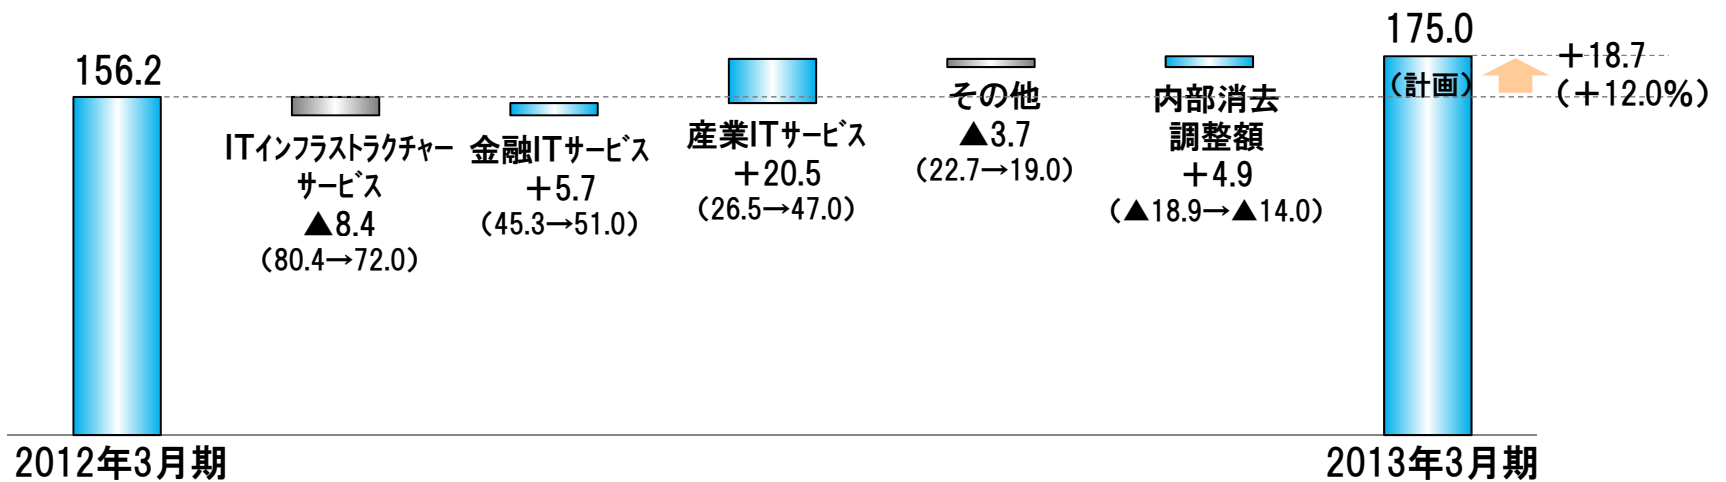 156.2
ITインフラストラクチャー
サービス
▲8.4
(80.4→72.0)
金融ITサービス
+5.7
(45.3→51.0)
産業ITサービス
+20.5
(26.5→47.0)
その他
▲3.7
(22.7→19.0)
内部消去
調整額
+4.9
(▲18.9→▲14.0)
175.0
(計画)
+18.7
(+12.0%)
2012年3月期
2013年3月期